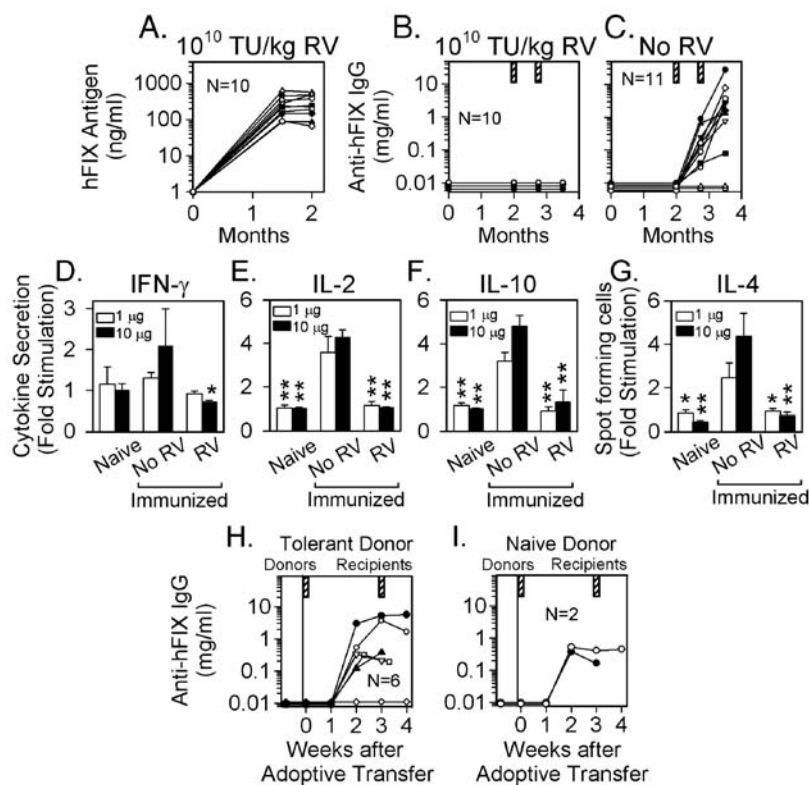 A. B. C.
10¹⁰ TU/kg RV 10¹⁰ TU/kg RV No RV
hFIX Antigen
(ng/ml)
1000
100
10
1
N=10
0 1 2
Months
Anti-hFIX IgG
(mg/ml)
10
1
0.1
0.01
N=10
0 1 2 3 4
Months
N=11
0 1 2 3 4
Months
D. E. F. G.
IFN-γ IL-2 IL-10 IL-4
Cytokine Secretion
(Fold Stimulation)
3
2
1
0
1 µg
10 µg
*
Naive No RV RV
Immunized
6
4
2
0
1 µg
10 µg
** ** ** **
Naive No RV RV
Immunized
6
4
2
0
1 µg
10 µg
** ** ** **
Naive No RV RV
Immunized
Spot forming cells
(Fold Stimulation)
6
4
2
0
1 µg
10 µg
* ** * **
Naive No RV RV
Immunized
H. I.
Tolerant Donor Naive Donor
Donors Recipients Donors Recipients
Anti-hFIX IgG
(mg/ml)
10
1
0.1
0.01
N=6
0 1 2 3 4
Weeks after
Adoptive Transfer
10
1
0.1
0.01
N=2
0 1 2 3 4
Weeks after
Adoptive Transfer